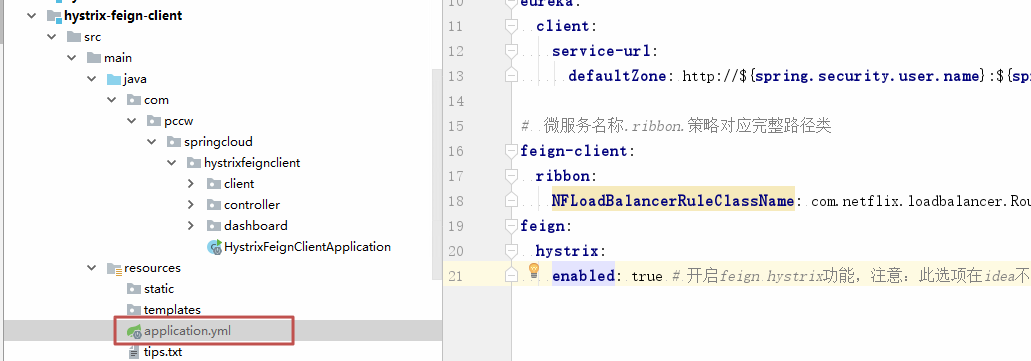 hystrix-feign-client
src
main
java
com
pccw
springcloud
hystrixfeignclient
client
controller
dashboard
HystrixFeignClientApplication
resources
static
templates
application.yml
tips.txt
10 eureka:
11 client:
12 service-url:
13 defaultZone: http://${spring.security.user.name}:${spr
14
15 # 微服务名称.ribbon.策略对应完整路径类
16 feign-client:
17 ribbon:
18 NFLoadBalancerRuleClassName: com.netflix.loadbalancer.Rou
19 feign:
20 hystrix:
21 enabled: true # 开启feign hystrix功能，注意：此选项在idea不